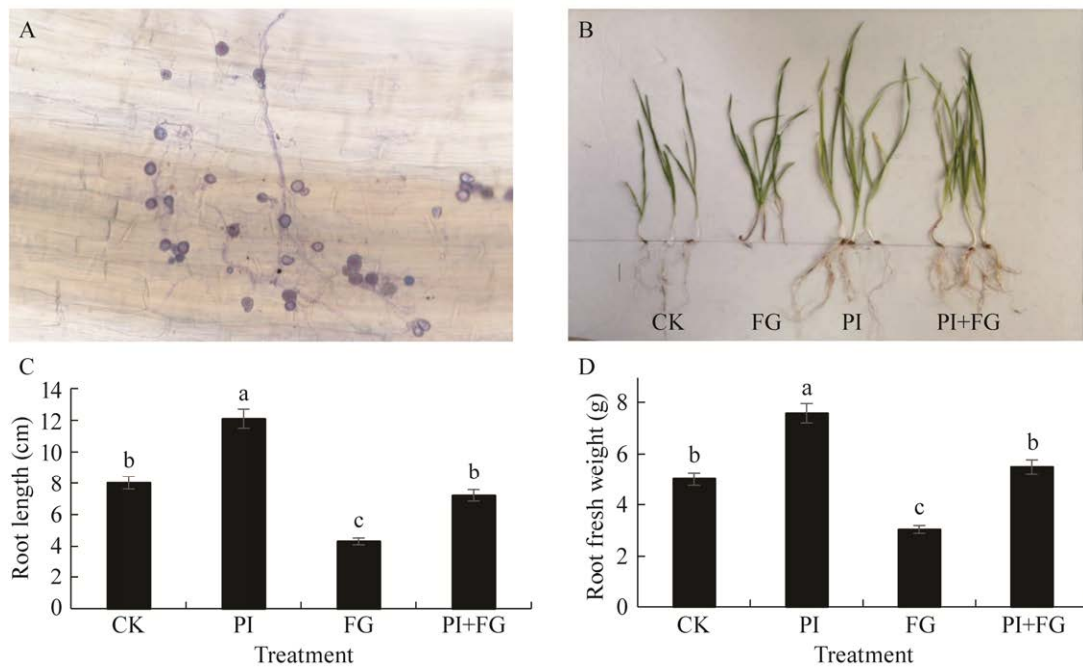 A
B
CK FG PI PI+FG
C
Root length (cm)
14
12
10
8
6
4
2
0
b
a
c
b
CK PI FG PI+FG
Treatment
D
Root fresh weight (g)
8
6
4
2
0
b
a
c
b
CK PI FG PI+FG
Treatment